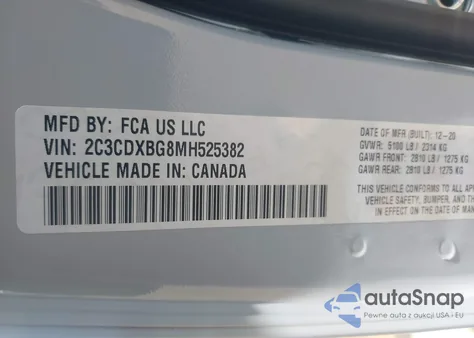 MFD BY: FCA US LLC
VIN: 2C3CDXBG8MH525382
VEHICLE MADE IN: CANADA
DATE OF MFR (BUILT): 12-20
GVWR: 5100 LB / 2314 KG
GAWR FRONT: 2810 LB / 1275 KG
GAWR REAR: 2810 LB / 1275 KG
THIS VEHICLE CONFORMS TO ALL AP
VEHICLE SAFETY, BUMPER, AND TH
IN EFFECT ON THE DATE OF MAN
autoSnap
Pewne auta z aukcji USA i EU